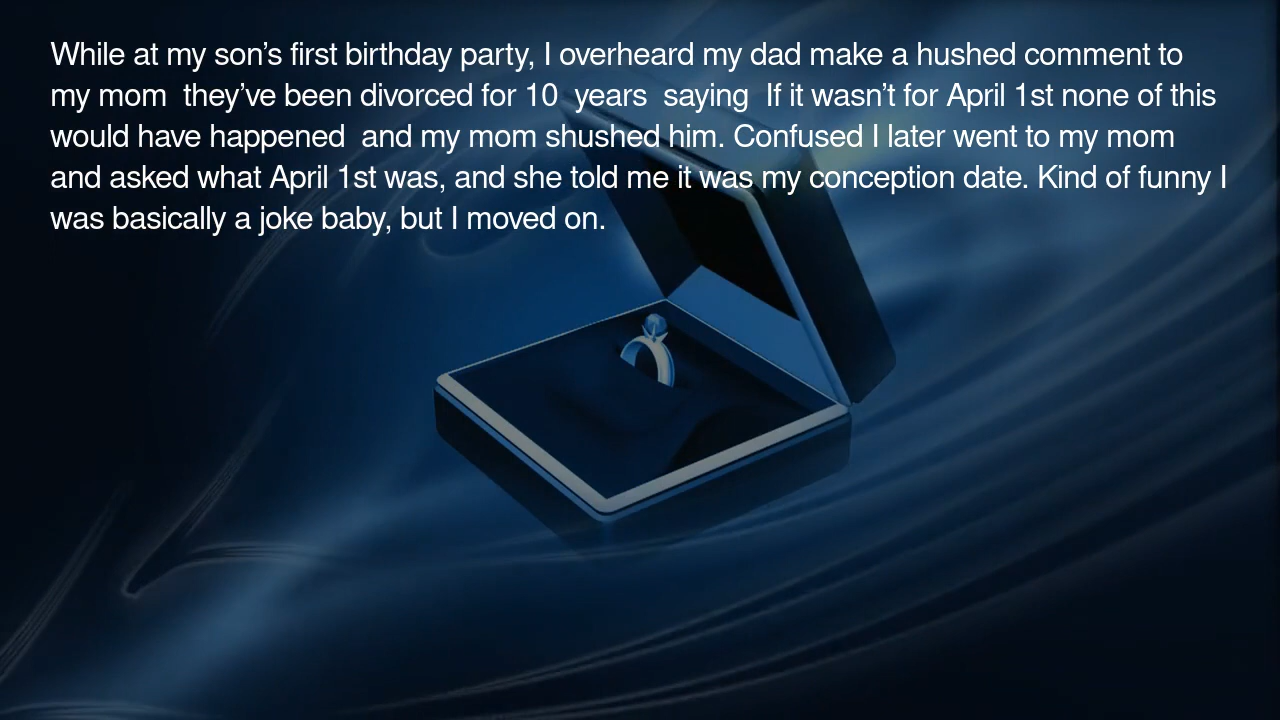 While at my son’s first birthday party, I overheard my dad make a hushed comment to
my mom  they’ve been divorced for 10  years  saying  If it wasn’t for April 1st none of this
would have happened  and my mom shushed him. Confused I later went to my mom
and asked what April 1st was, and she told me it was my conception date. Kind of funny I
was basically a joke baby, but I moved on.